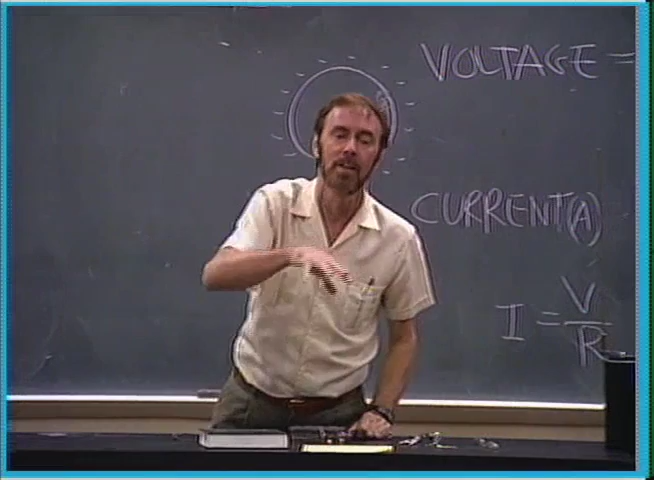 VOLTAGE =
CURRENT(A)
I = V/R